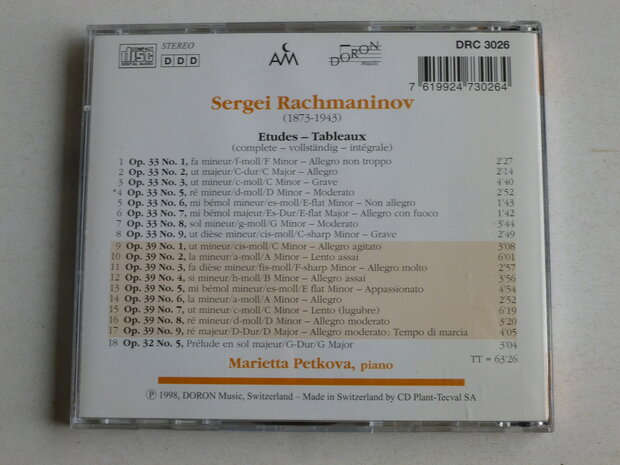 COMPACT disc DIGITAL AUDIO
STEREO
DDD
AM
DORON music
DRC 3026
7 619924 730264
Sergei Rachmaninov
(1873-1943)
Etudes – Tableaux
(complete – vollständig – intégrale)
1 Op. 33 No. 1, fa mineur/f-moll/F Minor – Allegro non troppo 2'27
2 Op. 33 No. 2, ut majeur/C-dur/C Major – Allegro 2'14
3 Op. 33 No. 3, ut mineur/c-moll/C Minor – Grave 4'40
*4 Op. 33 No. 5, ré mineur/d-moll/D Minor – Moderato 2'52
5 Op. 33 No. 6, mi bémol mineur/es-moll/E-flat Minor – Non allegro 1'43
6 Op. 33 No. 7, mi bémol majeur/Es-Dur/E-flat Major – Allegro con fuoco 1'42
7 Op. 33 No. 8, sol mineur/g-moll/G Minor – Moderato 3'44
8 Op. 33 No. 9, ut dièse mineur/cis-moll/C-sharp Minor – Grave 2'49
9 Op. 39 No. 1, ut mineur/cis-moll/C Minor – Allegro agitato 3'08
10 Op. 39 No. 2, la mineur/a-moll/A Minor – Lento assai 6'01
11 Op. 39 No. 3, fa dièse mineur/fis-moll/F-sharp Minor – Allegro molto 2'57
12 Op. 39 No. 4, si mineur/h-moll/B Minor – Allegro assai 3'56
13 Op. 39 No. 5, mi bémol mineur/es-moll/E flat Minor – Appassionato 4'54
14 Op. 39 No. 6, la mineur/a-moll/A Minor – Allegro 2'52
15 Op. 39 No. 7, ut mineur/c-moll/C Minor – Lento (lugubre) 6'19
16 Op. 39 No. 8, ré mineur/d-moll/D Minor – Allegro moderato 3'20
17 Op. 39 No. 9, ré majeur/D-Dur/D Major – Allegro moderato: Tempo di marcia 4'05
18 Op. 32 No. 5, Prélude en sol majeur/G-Dur/G Major 3'04
Marietta Petkova, piano
TT = 63'26
℗ 1998, DORON Music, Switzerland – Made in Switzerland by CD Plant-Tecval SA